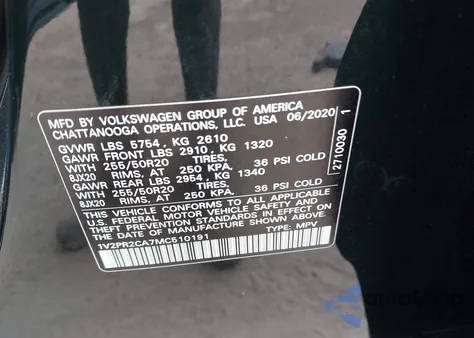 MFD BY VOLKSWAGEN GROUP OF AMERICA
CHATTANOOGA OPERATIONS, LLC. USA 06/2020
GVWR LBS 5754, KG 2610
GAWR FRONT LBS 2910, KG 1320
WITH 255/50R20 TIRES,
8JX20 RIMS, AT 250 KPA. 36 PSI COLD
GAWR REAR LBS 2954, KG 1340
WITH 255/50R20 TIRES,
8JX20 RIMS, AT 250 KPA. 36 PSI COLD
THIS VEHICLE CONFORMS TO ALL APPLICABLE
U.S. FEDERAL MOTOR VEHICLE SAFETY AND
THEFT PREVENTION STANDARDS IN EFFECT ON
THE DATE OF MANUFACTURE SHOWN ABOVE.
1V2PR2CA7MC510191 TYPE: MPV
2710030 1